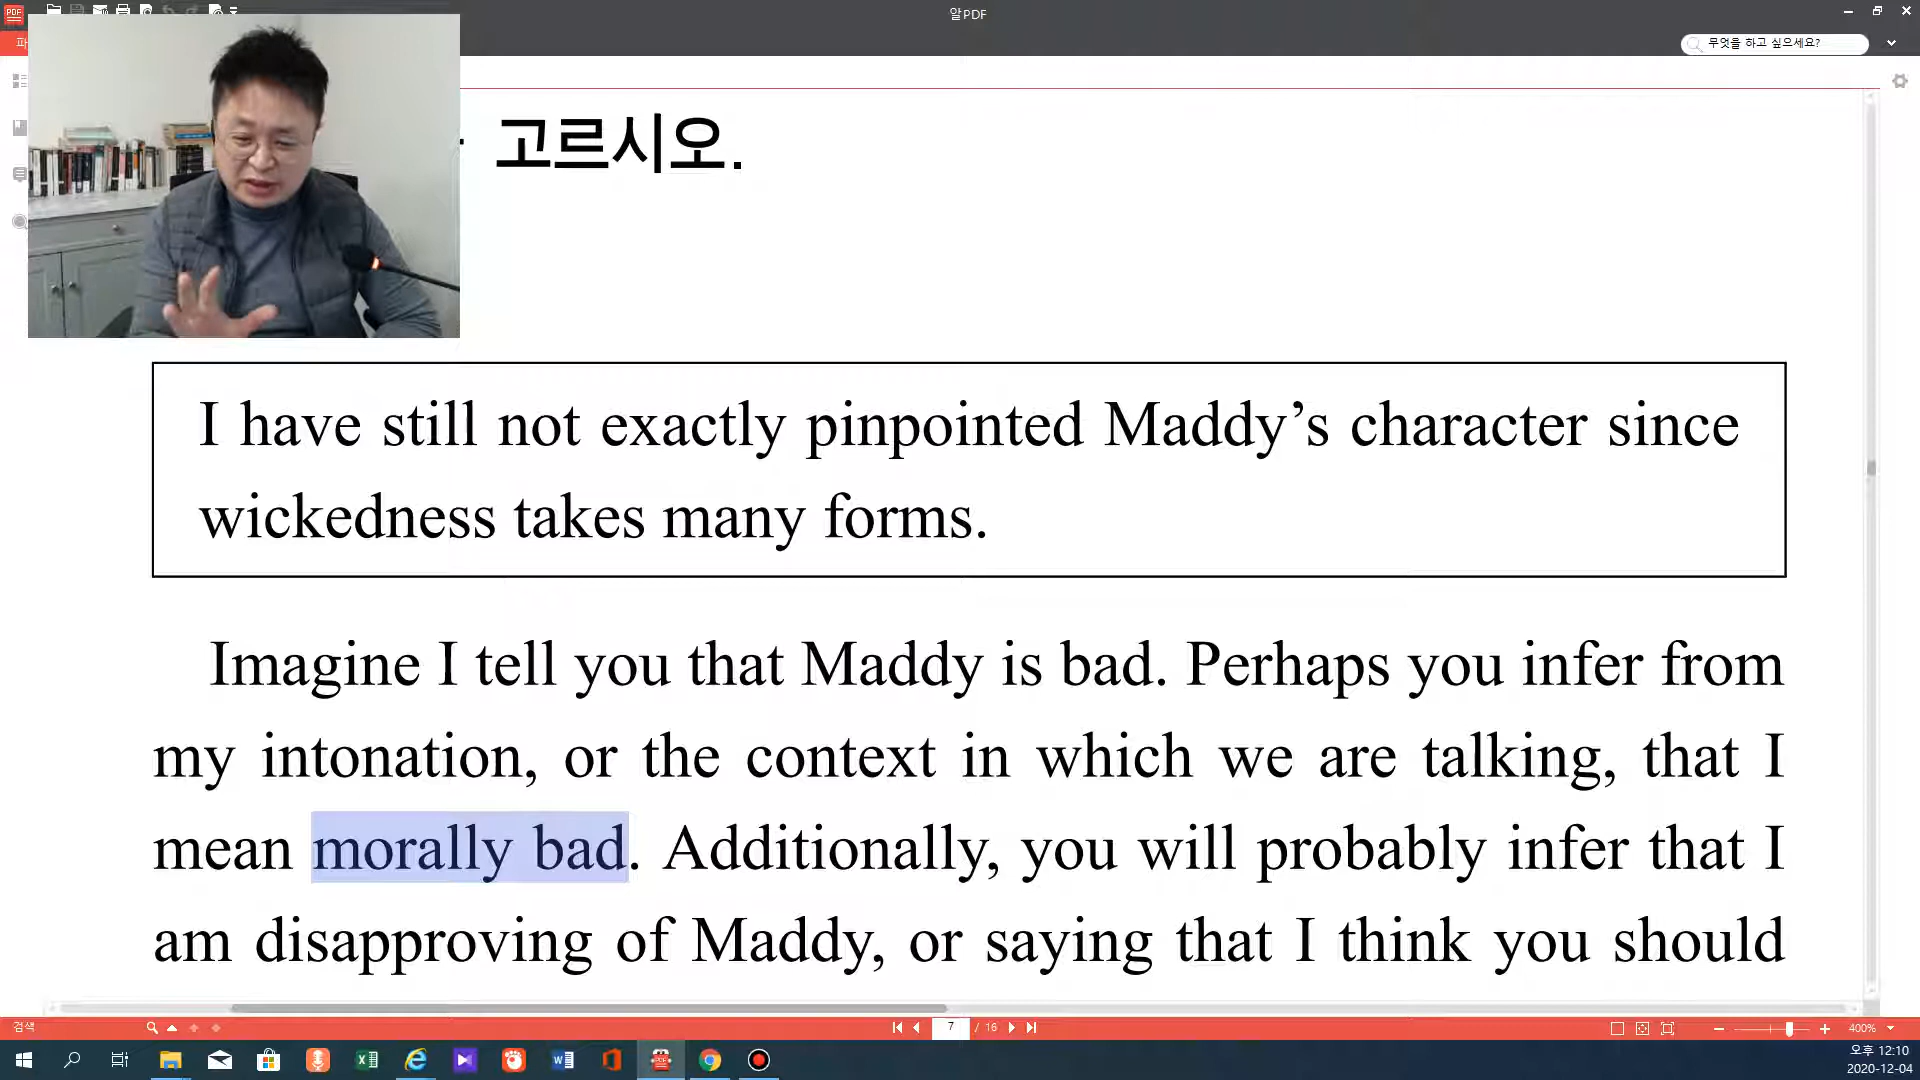 알PDF
PDF
파
무엇을 하고 싶으세요?
고르시오.
I have still not exactly pinpointed Maddy’s character since
wickedness takes many forms.
Imagine I tell you that Maddy is bad. Perhaps you infer from
my intonation, or the context in which we are talking, that I
mean morally bad. Additionally, you will probably infer that I
am disapproving of Maddy, or saying that I think you should
검색
7 / 16
400%
오후 12:10
2020-12-04